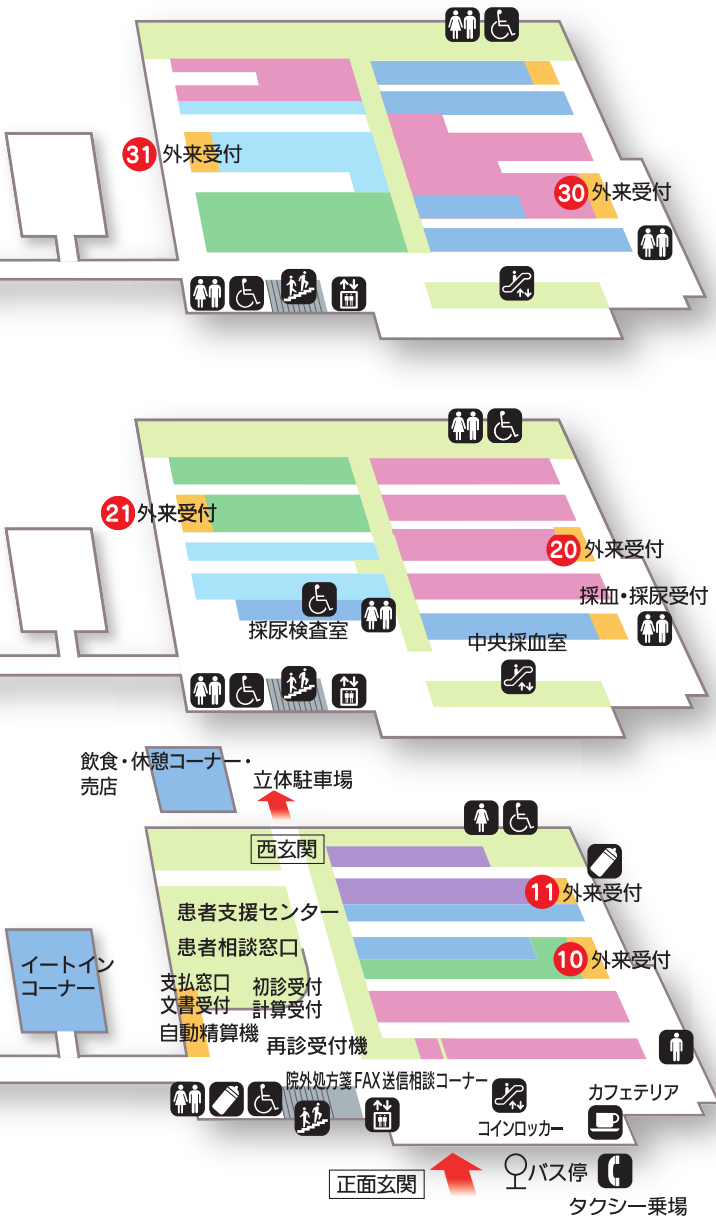 31 外来受付
30 外来受付
21 外来受付
20 外来受付
採血・採尿受付
採尿検査室
中央採血室
飲食・休憩コーナー・
売店
立体駐車場
西玄関
11 外来受付
患者支援センター
患者相談窓口
10 外来受付
イートイン
コーナー
支払窓口
文書受付
自動精算機
初診受付
計算受付
再診受付機
院外処方箋FAX送信相談コーナー
カフェテリア
コインロッカー
正面玄関
バス停
タクシー乗場